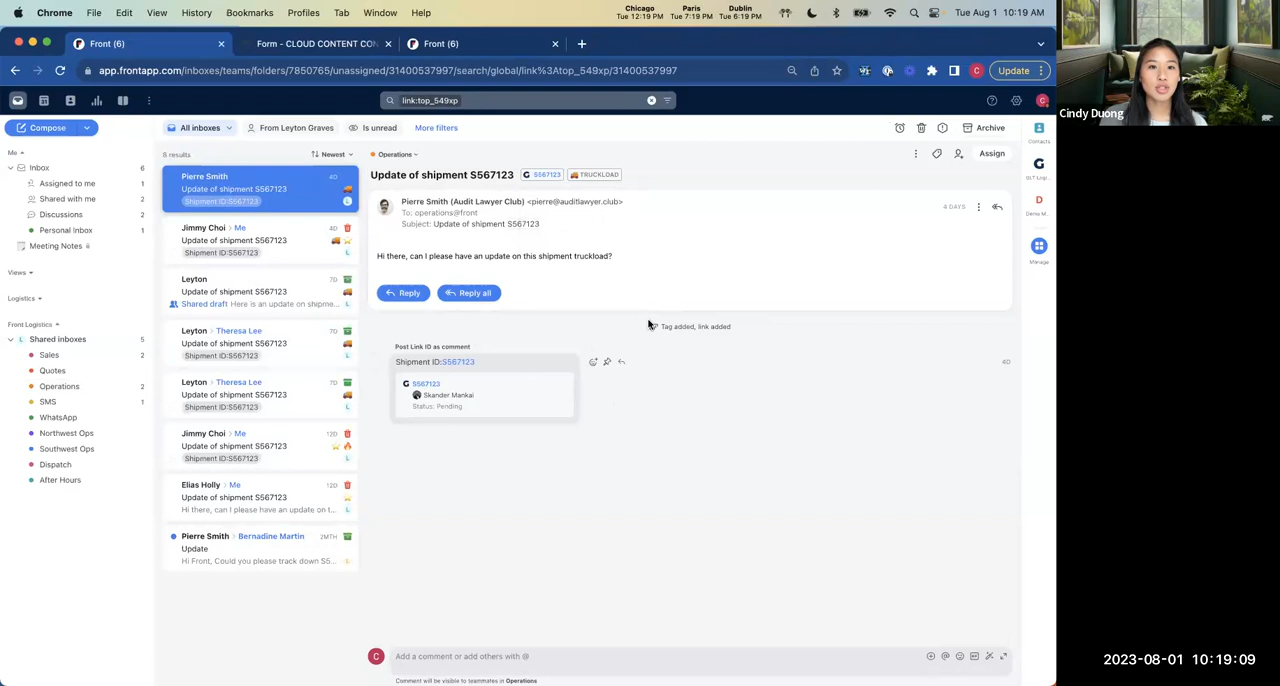 Chrome File Edit View History Bookmarks Profiles Tab Window Help
Chicago Tue 12:19 PM
Paris Tue 7:19 PM
Dublin Tue 6:19 PM
Tue Aug 1 10:19 AM
Front (6)
Form - CLOUD CONTENT CON
Front (6)
app.frontapp.com/inboxes/teams/folders/7850765/unassigned/31400537997/search/global/link%3Atop_549xp/31400537997
C
Update
link:top_549xp
C
Compose
All inboxes
From Leyton Graves
Is unread
More filters
Archive
Me
Inbox 6
Assigned to me 1
Shared with me 2
Discussions 2
Personal Inbox 1
Meeting Notes
Views
Logistics
Front Logistics
L Shared inboxes 5
Sales 2
Quotes
Operations 2
SMS 1
WhatsApp
Northwest Ops
Southwest Ops
Dispatch
After Hours
8 results
Newest
Pierre Smith 4D
Update of shipment S567123
Shipment ID:S567123 L
Jimmy Choi > Me 4D
Update of shipment S567123
Shipment ID:S567123 L
Leyton 7D
Update of shipment S567123
Shared draft Here is an update on shipme... L
Leyton > Theresa Lee 7D
Update of shipment S567123
Shipment ID:S567123 L
Leyton > Theresa Lee 7D
Update of shipment S567123
Shipment ID:S567123 L
Jimmy Choi > Me 12D
Update of shipment S567123
Shipment ID:S567123 L
Elias Holly > Me 12D
Update of shipment S567123
Hi there, can I please have an update on t... L
Pierre Smith > Bernadine Martin 2MTH
Update
Hi Front, Could you please track down S5...
Operations
Assign
Update of shipment S567123
G S567123
TRUCKLOAD
Pierre Smith (Audit Lawyer Club) <pierre@auditlawyer.club>
4 DAYS
To: operations@front
Subject: Update of shipment S567123
Hi there, can I please have an update on this shipment truckload?
Reply
Reply all
Tag added, link added
Post Link ID as comment
Shipment ID:S567123
4D
G S567123
Skander Mankai
Status: Pending
C
Add a comment or add others with @
Comment will be visible to teammates in Operations
Contacts
G
D
Manage
Cindy Duong
2023-08-01 10:19:09